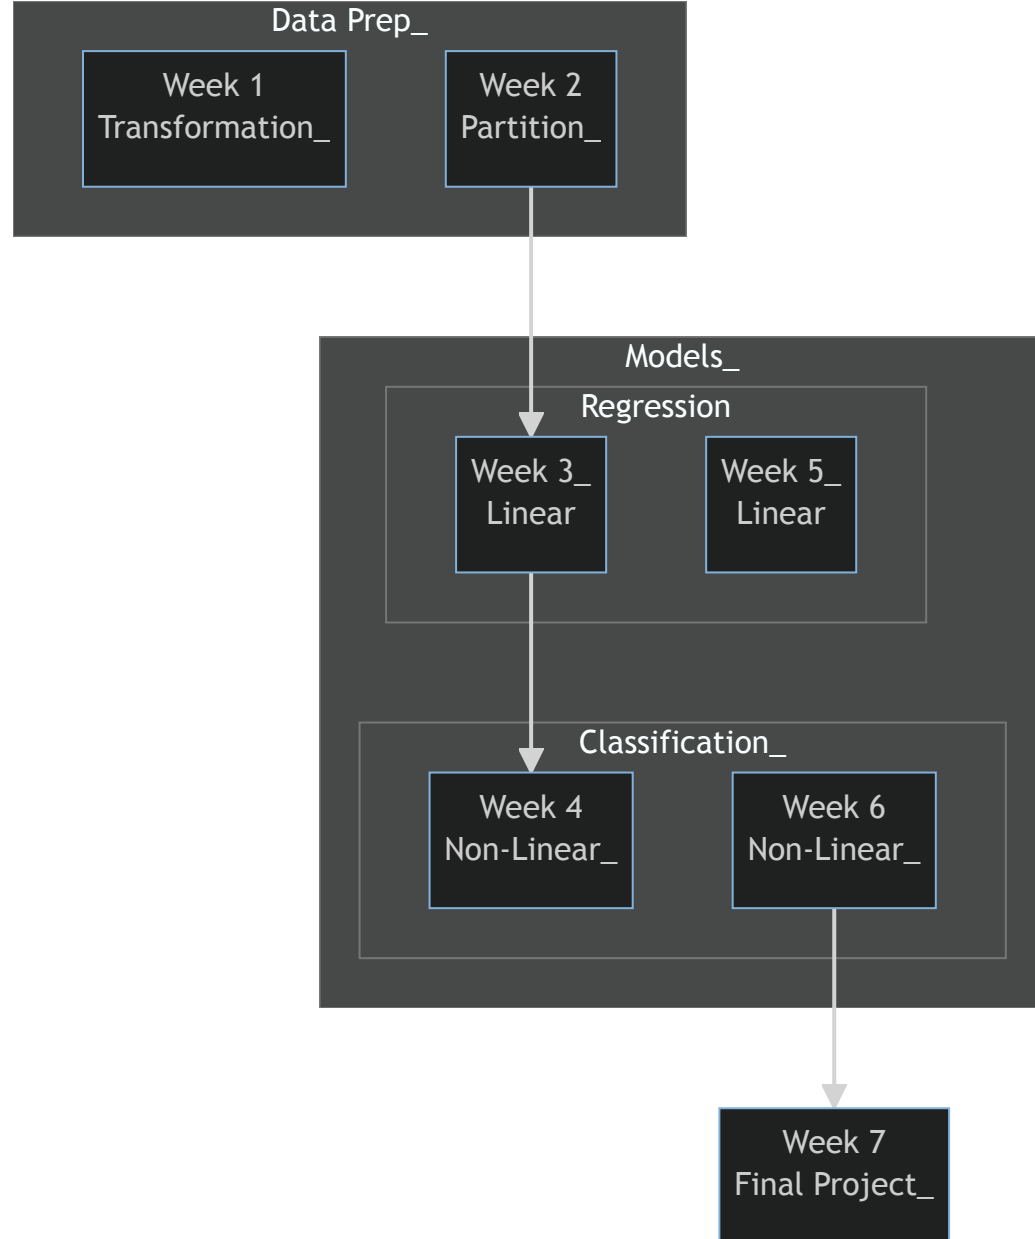 Data Prep_
Week 1
Transformation_
Week 2
Partition_
Models_
Regression
Week 3_
Linear
Week 5_
Linear
Classification_
Week 4
Non-Linear_
Week 6
Non-Linear_
Week 7
Final Project_